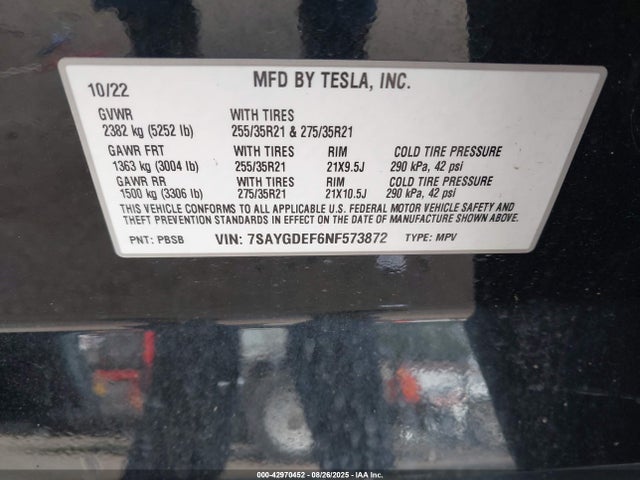 10/22 MFD BY TESLA, INC.
GVWR WITH TIRES
2382 kg (5252 lb) 255/35R21 & 275/35R21
GAWR FRT WITH TIRES RIM COLD TIRE PRESSURE
1363 kg (3004 lb) 255/35R21 21X9.5J 290 kPa, 42 psi
GAWR RR WITH TIRES RIM COLD TIRE PRESSURE
1500 kg (3306 lb) 275/35R21 21X10.5J 290 kPa, 42 psi
THIS VEHICLE CONFORMS TO ALL APPLICABLE U.S. FEDERAL MOTOR VEHICLE SAFETY AND
THEFT PREVENTION STANDARDS IN EFFECT ON THE DATE OF MANUFACTURE SHOWN ABOVE.
PNT: PBSB VIN: 7SAYGDEF6NF573872 TYPE: MPV
000-42970452 - 08/26/2025 - IAA Inc.